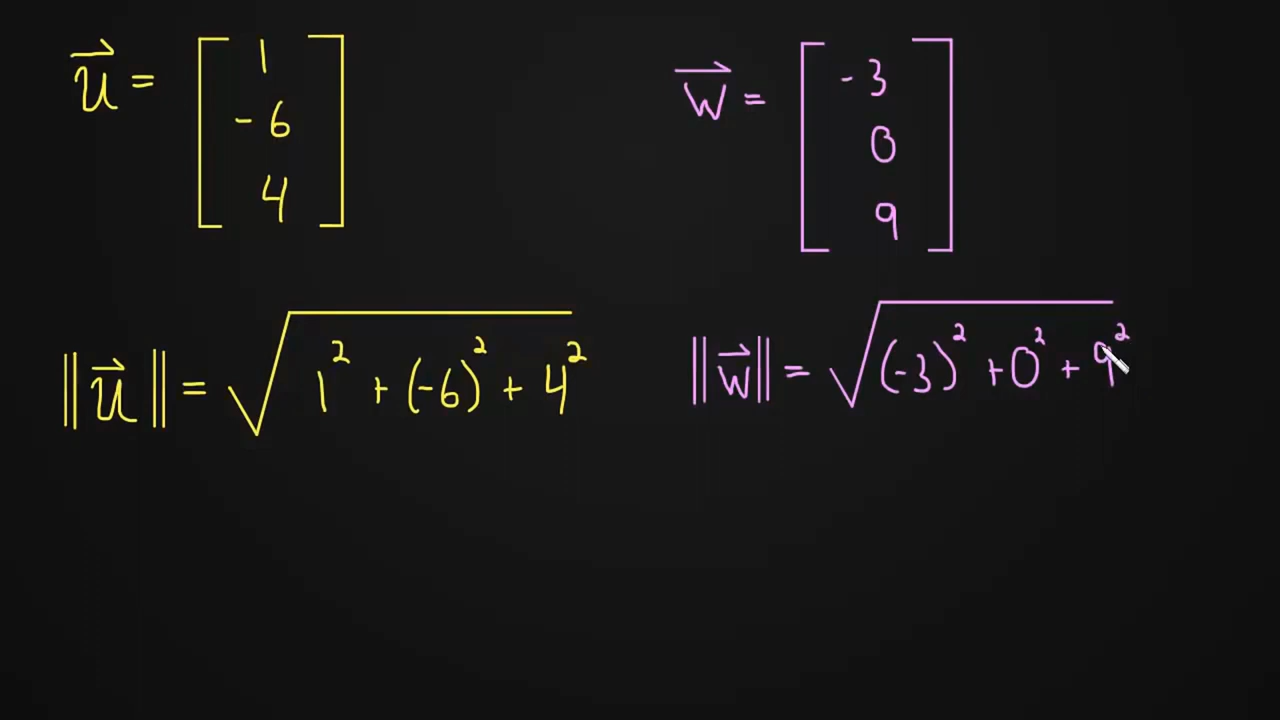 u⃗ = [ 1
- 6
4 ]
w⃗ = [ - 3
0
9 ]
‖u⃗‖ = √(1² + (-6)² + 4²)
‖w⃗‖ = √((-3)² + 0² + 9²)